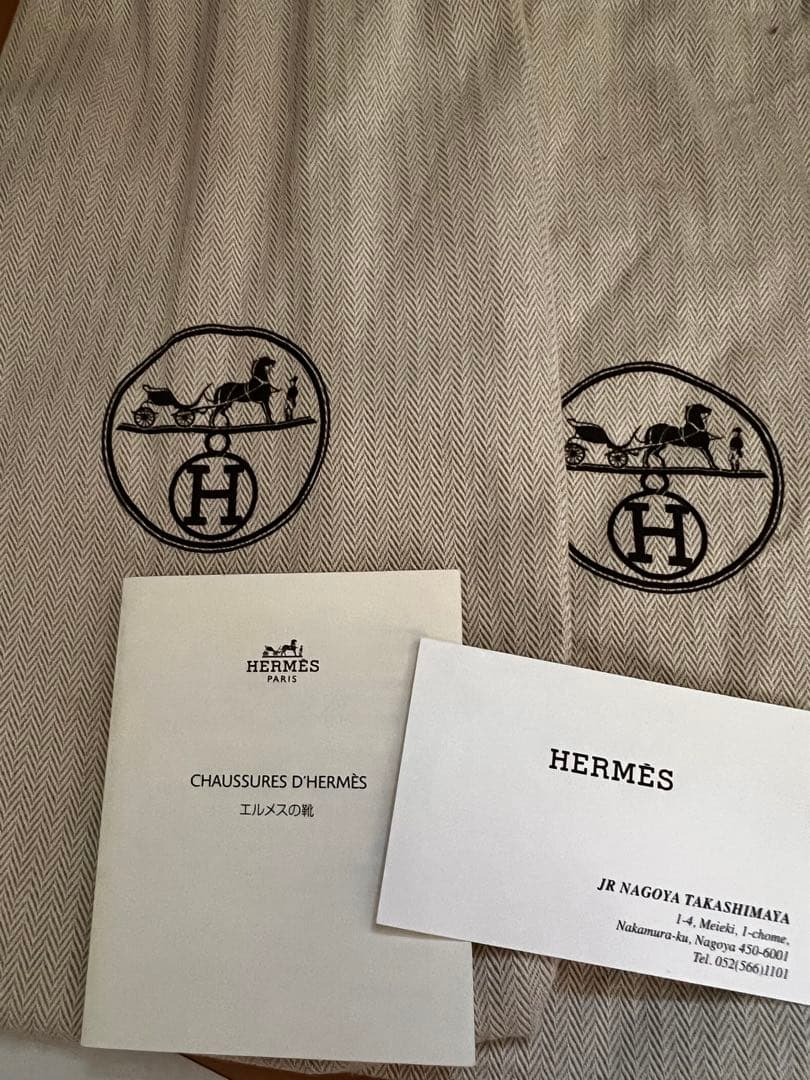 H
H
HERMÈS
PARIS
CHAUSSURES D'HERMÈS
エルメスの靴
HERMÈS
JR NAGOYA TAKASHIMAYA
1-4, Meieki, 1-chome,
Nakamura-ku, Nagoya 450-6001
Tel. 052(566)1101